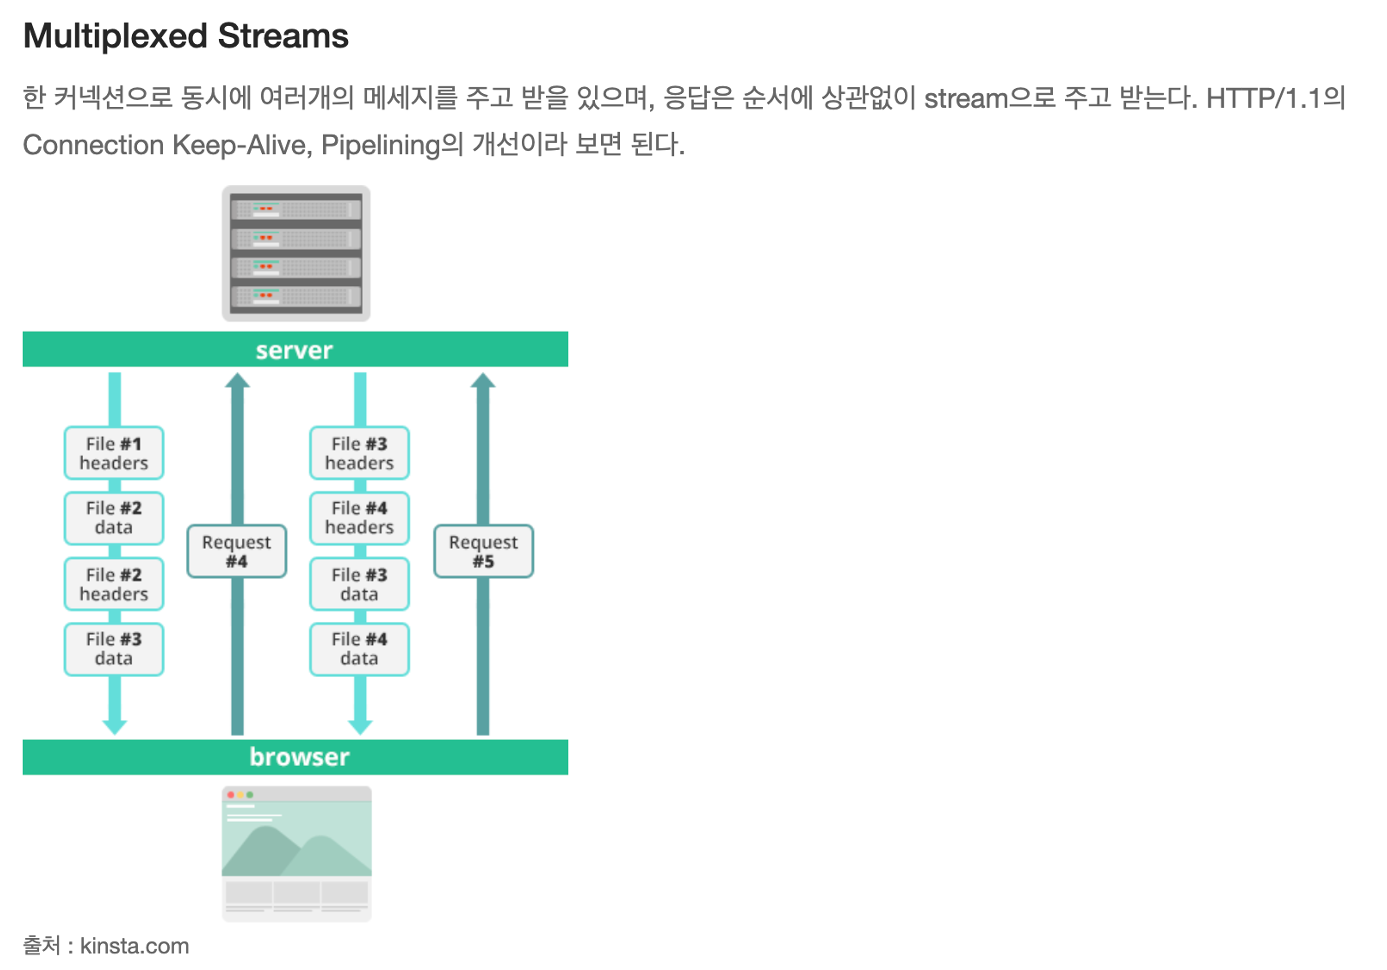 Multiplexed Streams
한 커넥션으로 동시에 여러개의 메세지를 주고 받을 있으며, 응답은 순서에 상관없이 stream으로 주고 받는다. HTTP/1.1의
Connection Keep-Alive, Pipelining의 개선이라 보면 된다.
server
File #1
headers
File #2
data
File #2
headers
File #3
data
Request
#4
File #3
headers
File #4
headers
File #3
data
File #4
data
Request
#5
browser
출처 : kinsta.com